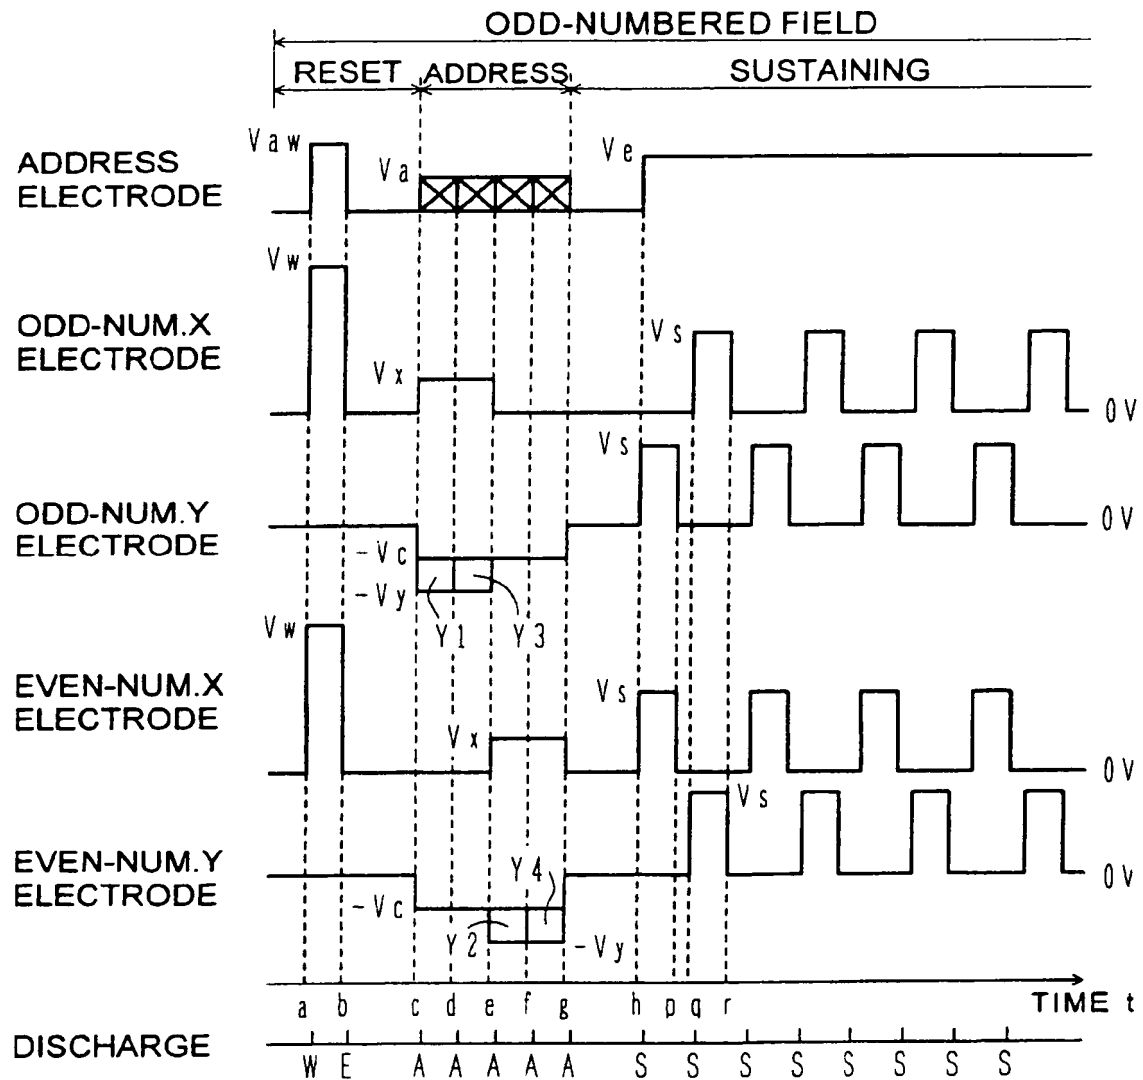 ODD-NUMBERED FIELD
RESET ADDRESS SUSTAINING
Vaw
Va
Ve
ADDRESS
ELECTRODE
Vw
ODD-NUM.X
ELECTRODE
Vs
Vx
0V
Vs
ODD-NUM.Y
ELECTRODE
0V
-Vc
-Vy
Y1 Y3
Vw
EVEN-NUM.X
ELECTRODE
Vs
Vx
0V
Vs
EVEN-NUM.Y
ELECTRODE
0V
Y4
-Vc
Y2
-Vy
a b c d e f g h p q r TIME t
DISCHARGE
W E A A A A A S S S S S S S S